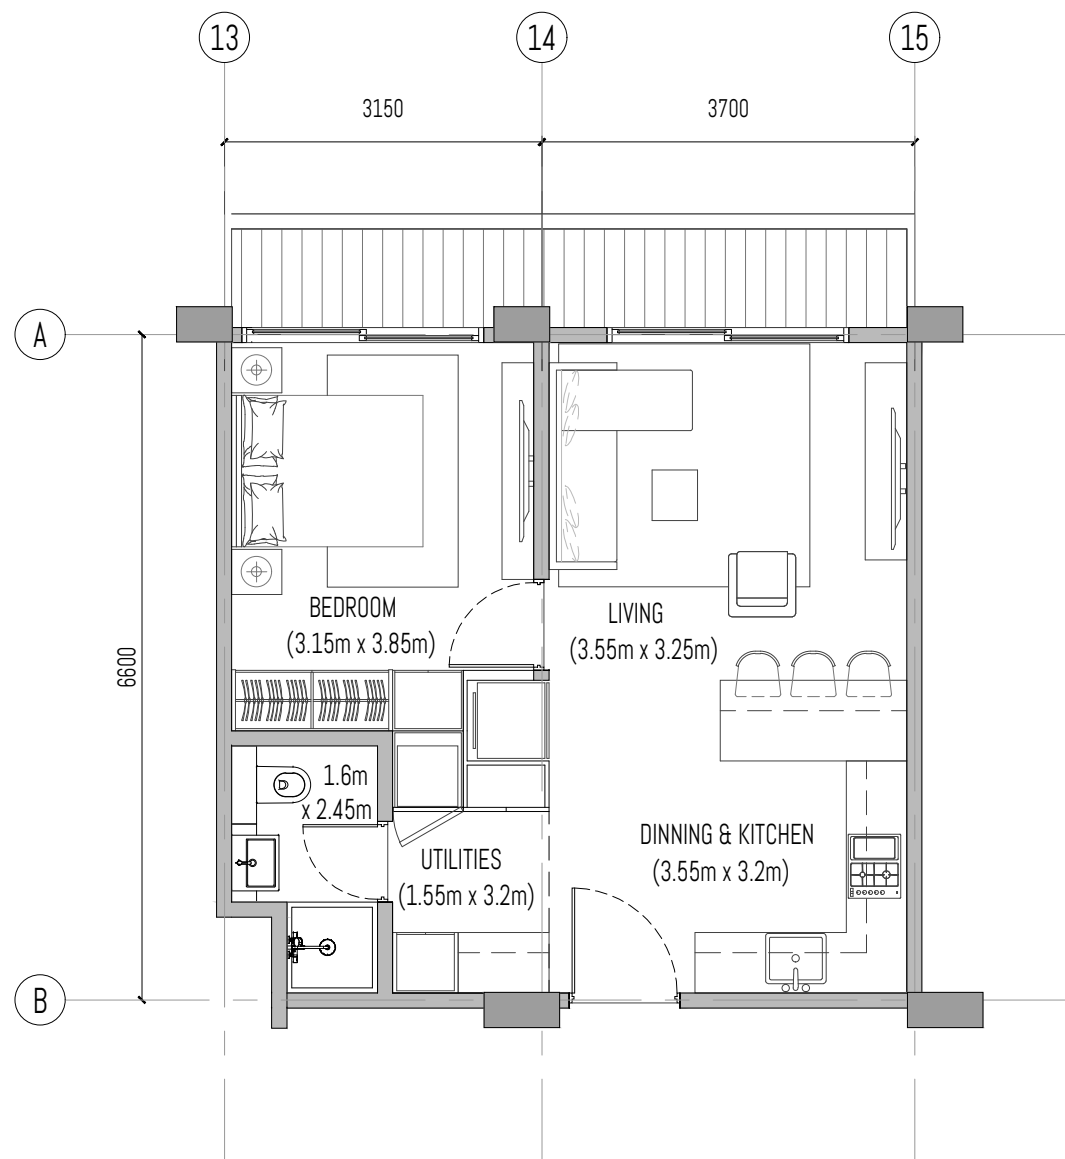 13
14
15
3150
3700
A
BEDROOM
(3.15m x 3.85m)
LIVING
(3.55m x 3.25m)
6600
1.6m
x 2.45m
UTILITIES
(1.55m x 3.2m)
DINNING & KITCHEN
(3.55m x 3.2m)
B